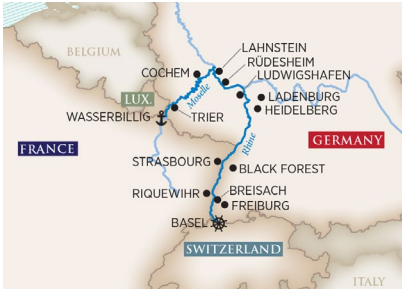 BELGIUM
LAHNSTEIN
RÜDESHEIM
COCHEM
LUDWIGSHAFEN
Moselle
LUX.
LADENBURG
WASSERBILLIG
TRIER
HEIDELBERG
GERMANY
FRANCE
Rhine
STRASBOURG
BLACK FOREST
RIQUEWIHR
BREISACH
FREIBURG
BASEL
SWITZERLAND
ITALY